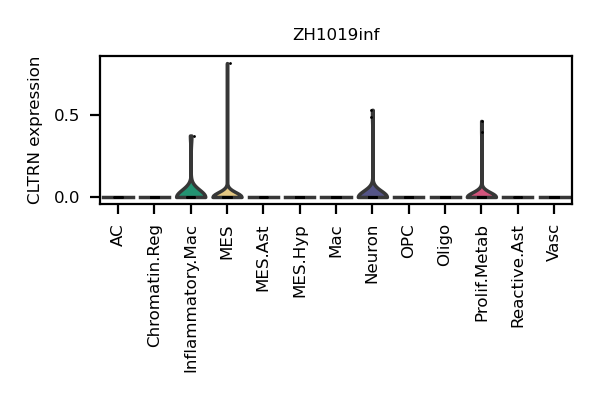 ZH1019inf
CLTRN expression
0.5
0.0
AC
Chromatin.Reg
Inflammatory.Mac
MES
MES.Ast
MES.Hyp
Mac
Neuron
OPC
Oligo
Prolif.Metab
Reactive.Ast
Vasc